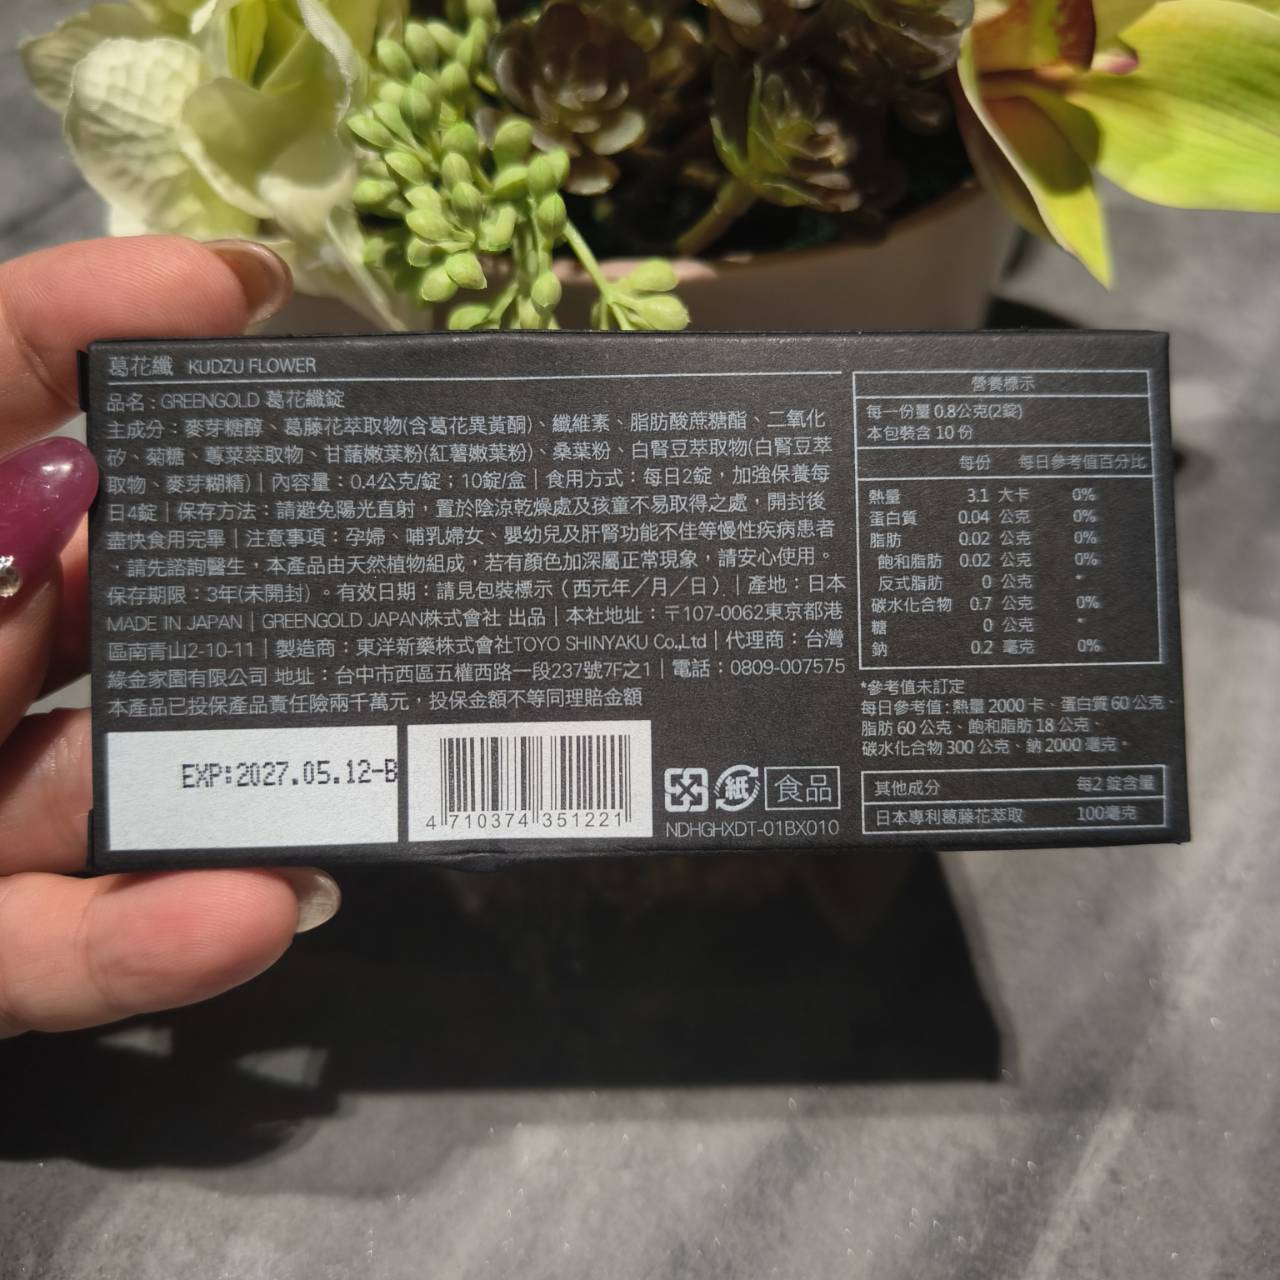 葛花纖 KUDZU FLOWER
品名：GREENGOLD 葛花纖錠
主成分：麥芽糖醇、葛藤花萃取物(含葛花異黃酮)、纖維素、脂肪酸蔗糖酯、二氧化
矽、菊糖、蓴菜萃取物、甘藷嫩葉粉(紅薯嫩葉粉)、桑葉粉、白腎豆萃取物(白腎豆萃
取物、麥芽糊精)｜內容量：0.4公克/錠；10錠/盒｜食用方式：每日2錠，加強保養每
日4錠｜保存方法：請避免陽光直射，置於陰涼乾燥處及孩童不易取得之處，開封後
盡快食用完畢｜注意事項：孕婦、哺乳婦女、嬰幼兒及肝腎功能不佳等慢性疾病患者
，請先諮詢醫生，本產品由天然植物組成，若有顏色加深屬正常現象，請安心使用。
保存期限：3年(未開封)。有效日期：請見包裝標示（西元年／月／日）｜產地：日本
MADE IN JAPAN｜GREENGOLD JAPAN株式會社 出品｜本社地址：〒107-0062東京都港
區南青山2-10-11｜製造商：東洋新藥株式會社TOYO SHINYAKU Co.,Ltd｜代理商：台灣
綠金家園有限公司 地址：台中市西區五權西路一段237號7F之1｜電話：0809-007575
本產品已投保產品責任險兩千萬元，投保金額不等同理賠金額
EXP:2027.05.12-B
4 710374 351221
紙
食品
NDHGHXDT-01BX010
營養標示
每一份量 0.8公克(2錠)
本包裝含 10 份
每份 每日參考值百分比
熱量 3.1 大卡 0%
蛋白質 0.04 公克 0%
脂肪 0.02 公克 0%
飽和脂肪 0.02 公克 0%
反式脂肪 0 公克 *
碳水化合物 0.7 公克 0%
糖 0 公克 *
鈉 0.2 毫克 0%
*參考值未訂定
每日參考值：熱量 2000 卡、蛋白質 60 公克、
脂肪 60 公克、飽和脂肪 18 公克、
碳水化合物 300 公克、鈉 2000 毫克。
其他成分 每2 錠含量
日本專利葛藤花萃取 100毫克